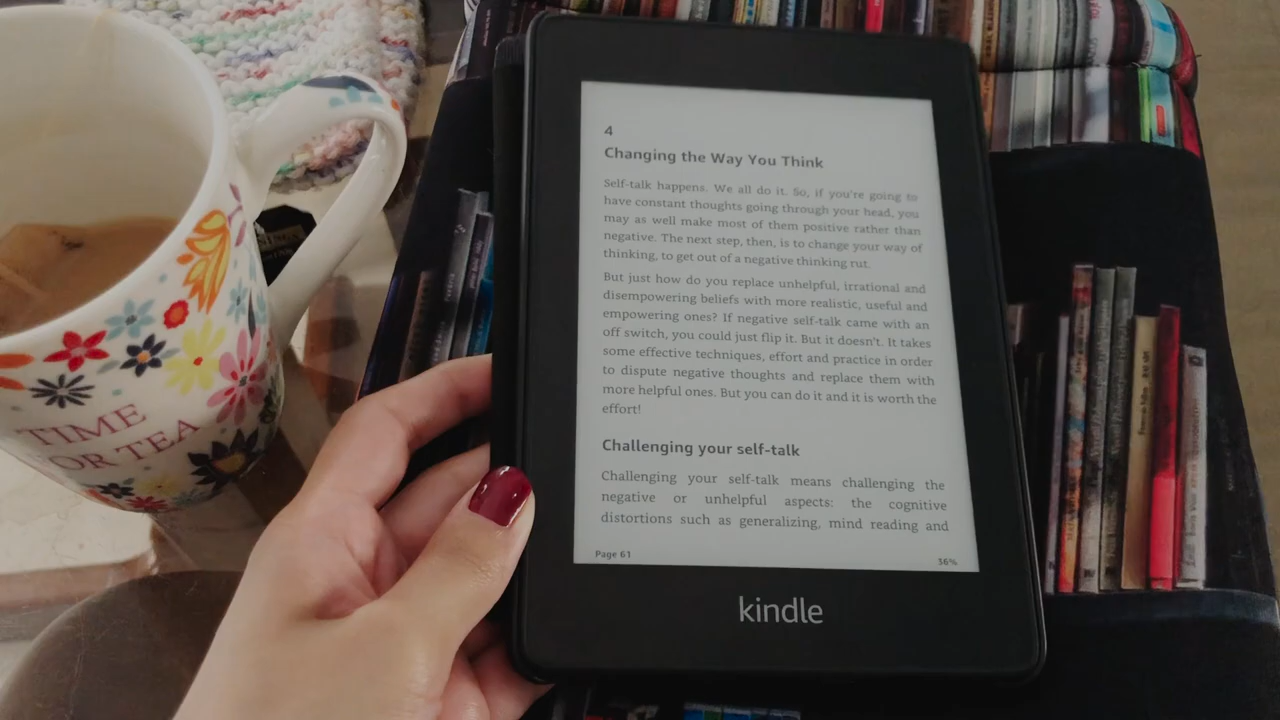 TIME
FOR TEA
4
Changing the Way You Think
Self-talk happens. We all do it. So, if you're going to
have constant thoughts going through your head, you
may as well make most of them positive rather than
negative. The next step, then, is to change your way of
thinking, to get out of a negative thinking rut.
But just how do you replace unhelpful, irrational and
disempowering beliefs with more realistic, useful and
empowering ones? If negative self-talk came with an
off switch, you could just flip it. But it doesn't. It takes
some effective techniques, effort and practice in order
to dispute negative thoughts and replace them with
more helpful ones. But you can do it and it is worth the
effort!
Challenging your self-talk
Challenging your self-talk means challenging the
negative or unhelpful aspects: the cognitive
distortions such as generalizing, mind reading and
Page 61 36%
kindle